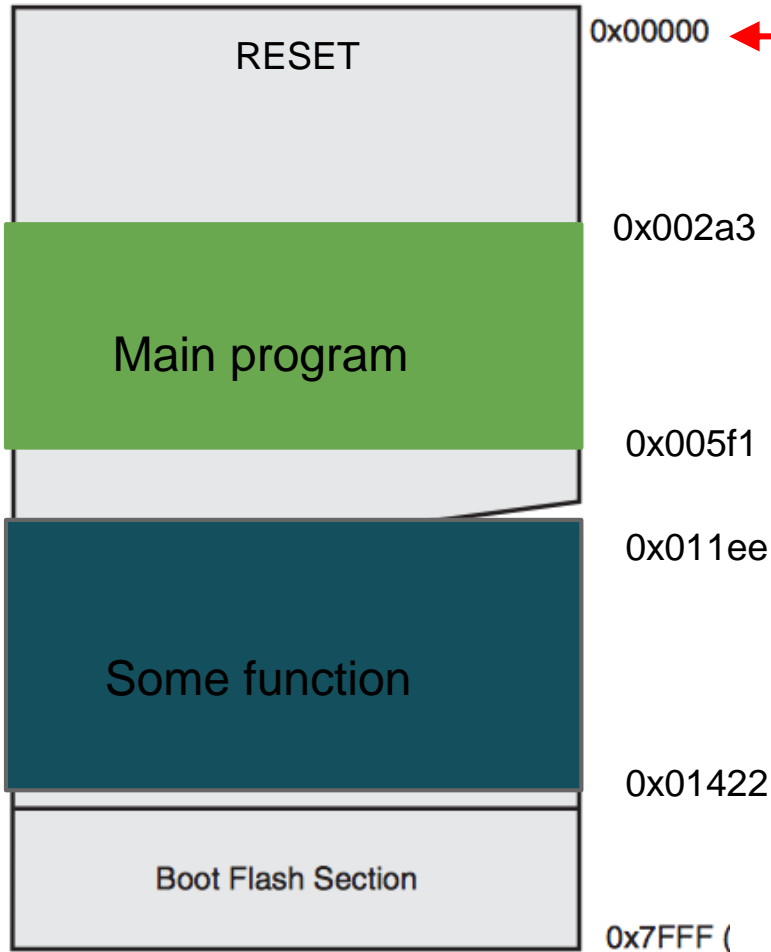 RESET
0x00000
0x002a3
Main program
0x005f1
0x011ee
Some function
0x01422
Boot Flash Section
0x7FFF (